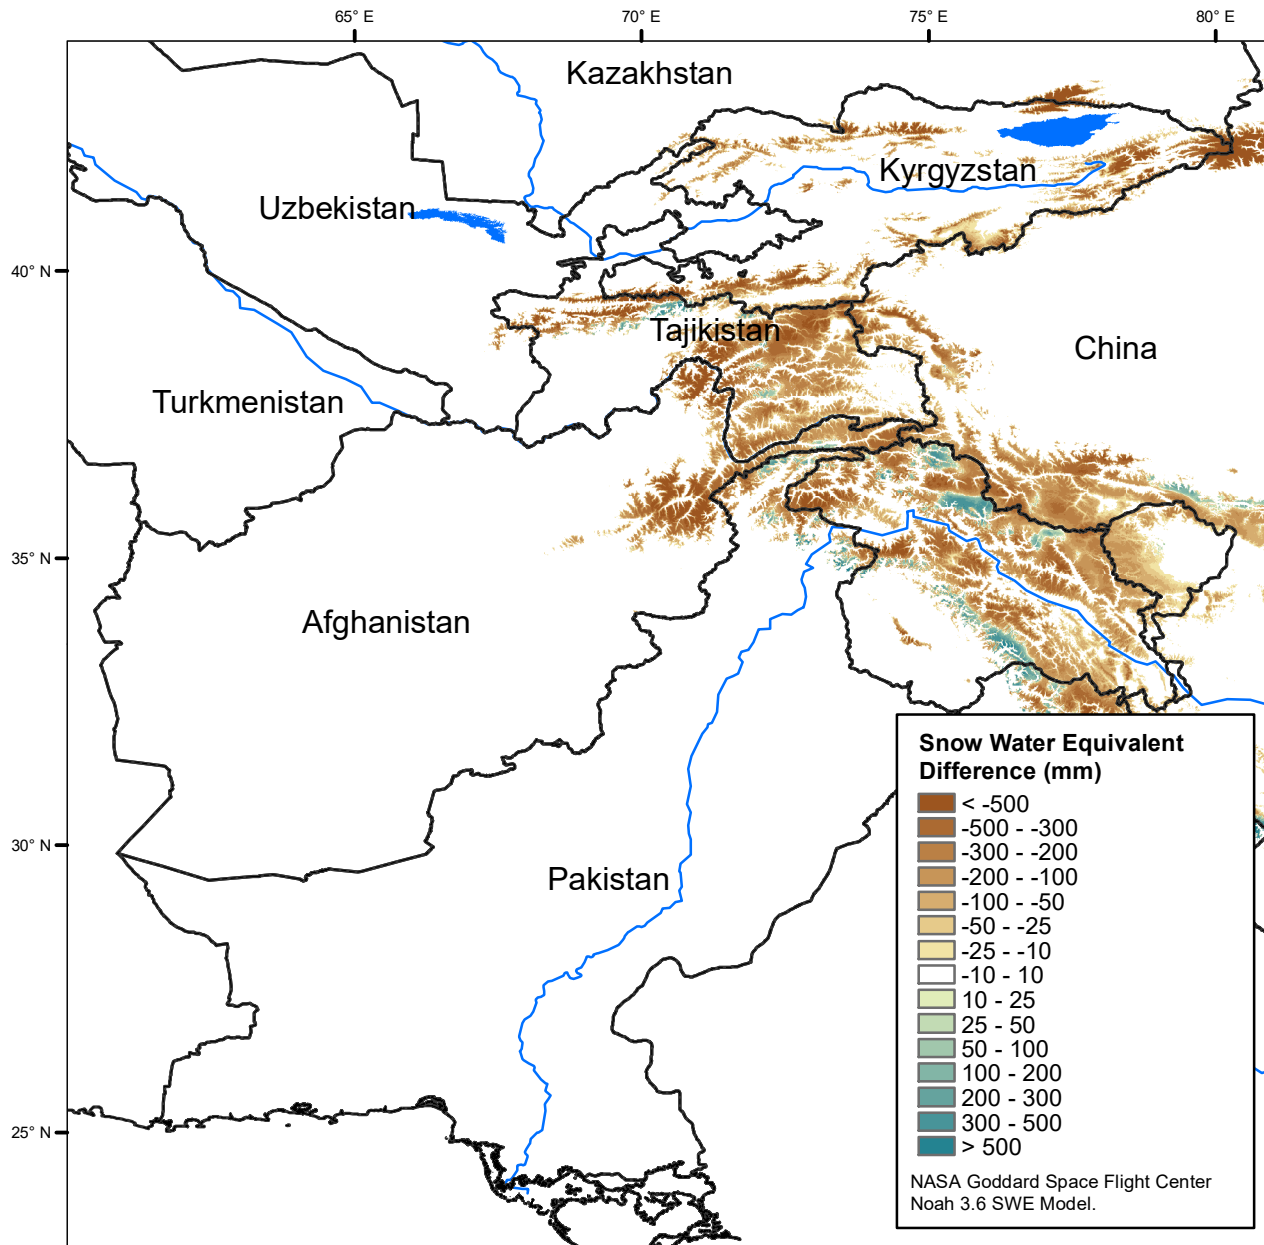 65° E
70° E
75° E
80° E
Kazakhstan
Kyrgyzstan
Uzbekistan
40° N
Tajikistan
China
Turkmenistan
35° N
Afghanistan
Snow Water Equivalent
Difference (mm)
< -500
-500 - -300
-300 - -200
-200 - -100
-100 - -50
-50 - -25
-25 - -10
-10 - 10
10 - 25
25 - 50
50 - 100
100 - 200
200 - 300
300 - 500
> 500
30° N
Pakistan
25° N
NASA Goddard Space Flight Center
Noah 3.6 SWE Model.